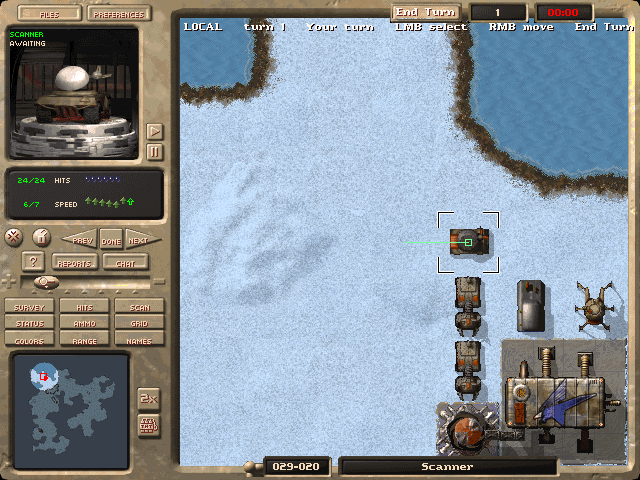 FILES PREFERENCES End Turn 1 00:00
LOCAL turn 1 Your turn LMB select RMB move End Turn
SCANNER
AWAITING
24/24 HITS
6/7 SPEED
PREV DONE NEXT
? REPORTS CHAT
SURVEY HITS SCAN
STATUS AMMO GRID
COLORS RANGE NAMES
2x
029-020 Scanner